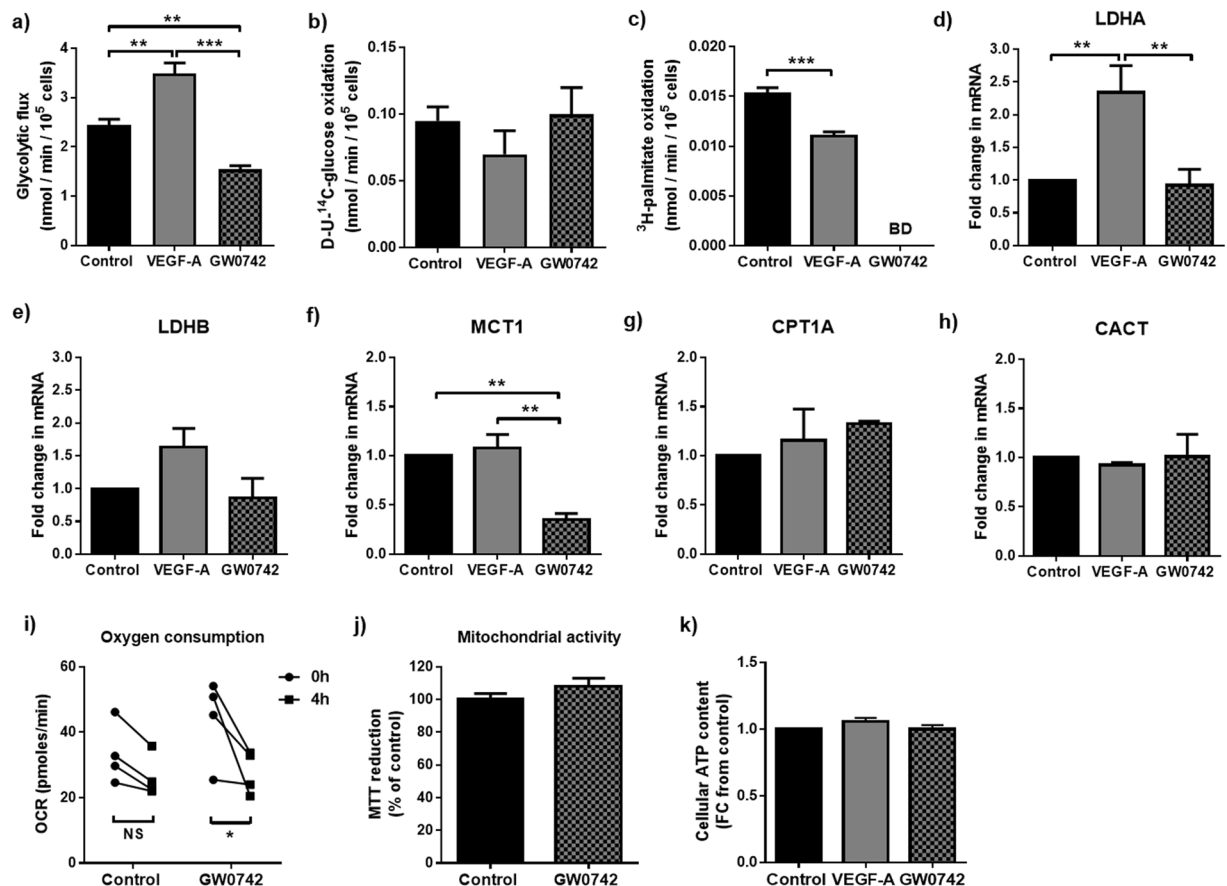 a)
**
**
***
Glycolytic flux
(nmol / min / 10⁵ cells)
4
3
2
1
0
Control VEGF-A GW0742
b)
D-U-¹⁴C-glucose oxidation
(nmol / min / 10⁵ cells)
0.15
0.10
0.05
0.00
Control VEGF-A GW0742
c)
***
³H-palmitate oxidation
(nmol / min / 10⁵ cells)
0.020
0.015
0.010
0.005
0.000
BD
Control VEGF-A GW0742
d)
LDHA
**
**
Fold change in mRNA
3.0
2.5
2.0
1.5
1.0
0.5
0.0
Control VEGF-A GW0742
e)
LDHB
Fold change in mRNA
3.0
2.5
2.0
1.5
1.0
0.5
0.0
Control VEGF-A GW0742
f)
MCT1
**
**
Fold change in mRNA
2.0
1.5
1.0
0.5
0.0
Control VEGF-A GW0742
g)
CPT1A
Fold change in mRNA
2.0
1.5
1.0
0.5
0.0
Control VEGF-A GW0742
h)
CACT
Fold change in mRNA
2.0
1.5
1.0
0.5
0.0
Control VEGF-A GW0742
i)
Oxygen consumption
OCR (pmoles/min)
60
40
20
0
0h
4h
NS
*
Control GW0742
j)
Mitochondrial activity
MTT reduction
(% of control)
120
100
80
60
40
20
0
Control GW0742
k)
Cellular ATP content
(FC from control)
1.5
1.0
0.5
0.0
Control VEGF-A GW0742